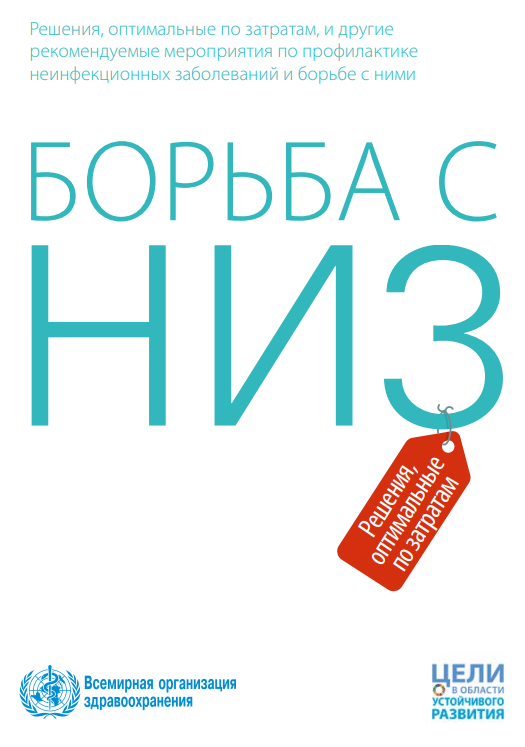 Решения, оптимальные по затратам, и другие
рекомендуемые мероприятия по профилактике
неинфекционных заболеваний и борьбе с ними
БОРЬБА С
НИЗ
Решения,
оптимальные
по затратам
Всемирная организация
здравоохранения
ЦЕЛИ
В ОБЛАСТИ
УСТОЙЧИВОГО
РАЗВИТИЯ